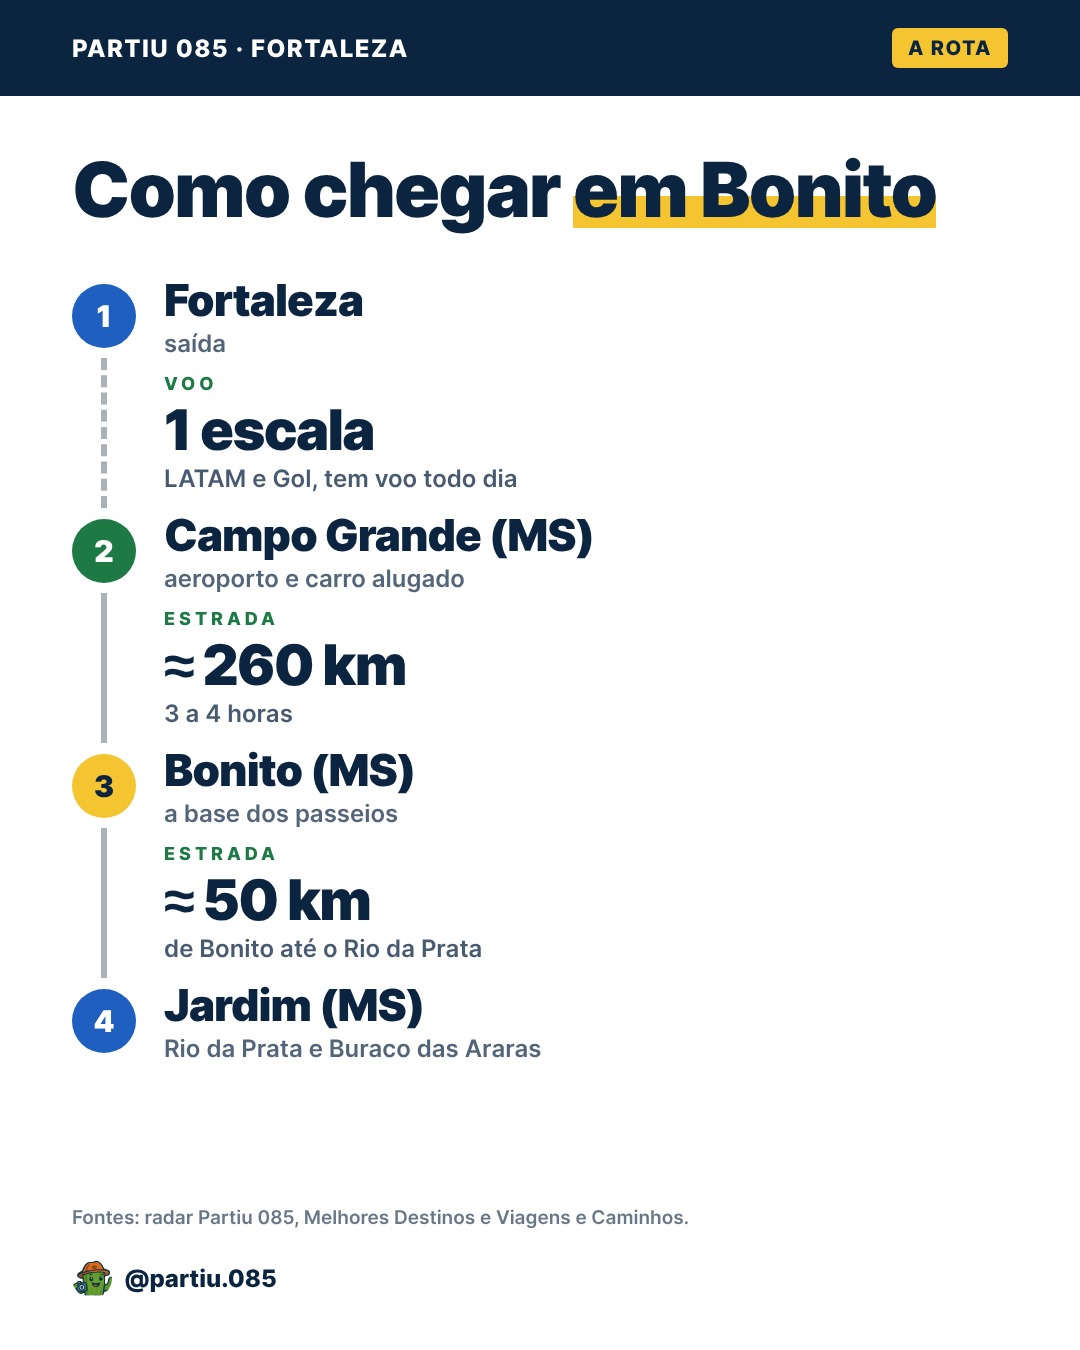 PARTIU 085 · FORTALEZA
A ROTA
Como chegar em Bonito
1
Fortaleza
saída
VOO
1 escala
LATAM e Gol, tem voo todo dia
2
Campo Grande (MS)
aeroporto e carro alugado
ESTRADA
≈ 260 km
3 a 4 horas
3
Bonito (MS)
a base dos passeios
ESTRADA
≈ 50 km
de Bonito até o Rio da Prata
4
Jardim (MS)
Rio da Prata e Buraco das Araras
Fontes: radar Partiu 085, Melhores Destinos e Viagens e Caminhos.
@partiu.085